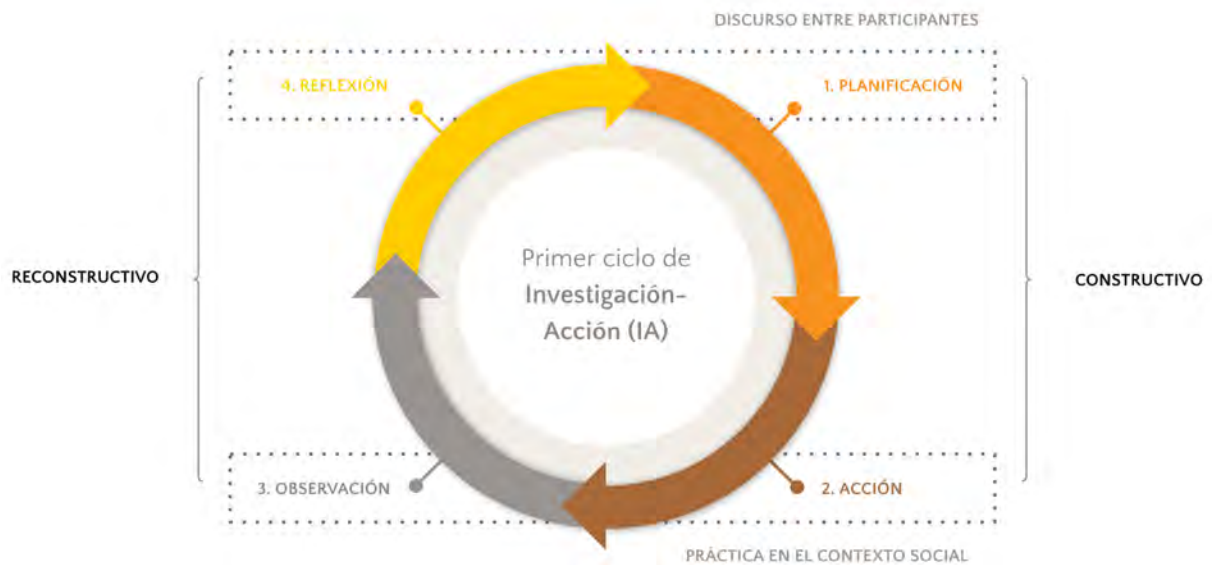 DISCURSO ENTRE PARTICIPANTES
4. REFLEXIÓN
1. PLANIFICACIÓN
RECONSTRUCTIVO
Primer ciclo de
Investigación-
Acción (IA)
CONSTRUCTIVO
3. OBSERVACIÓN
2. ACCIÓN
PRÁCTICA EN EL CONTEXTO SOCIAL